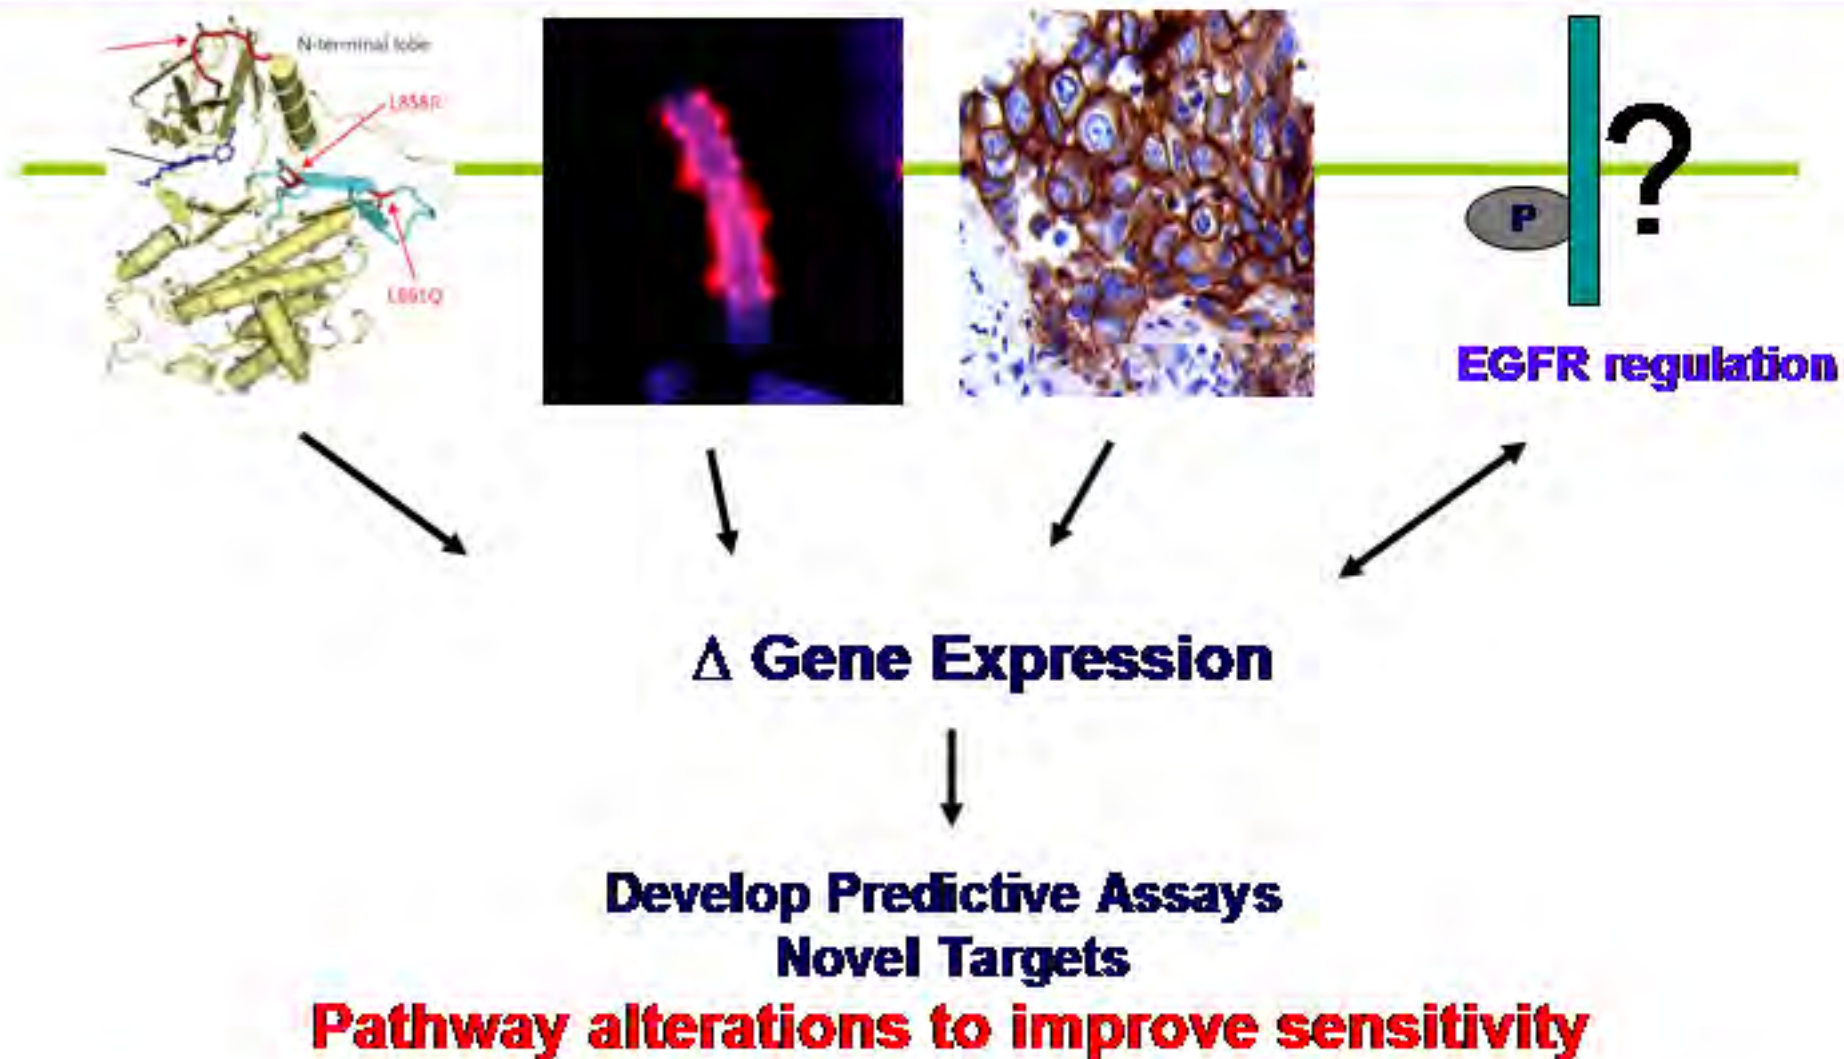 N-terminal lobe
L858R
L861Q
P
?
EGFR regulation
Δ Gene Expression
Develop Predictive Assays
Novel Targets
Pathway alterations to improve sensitivity